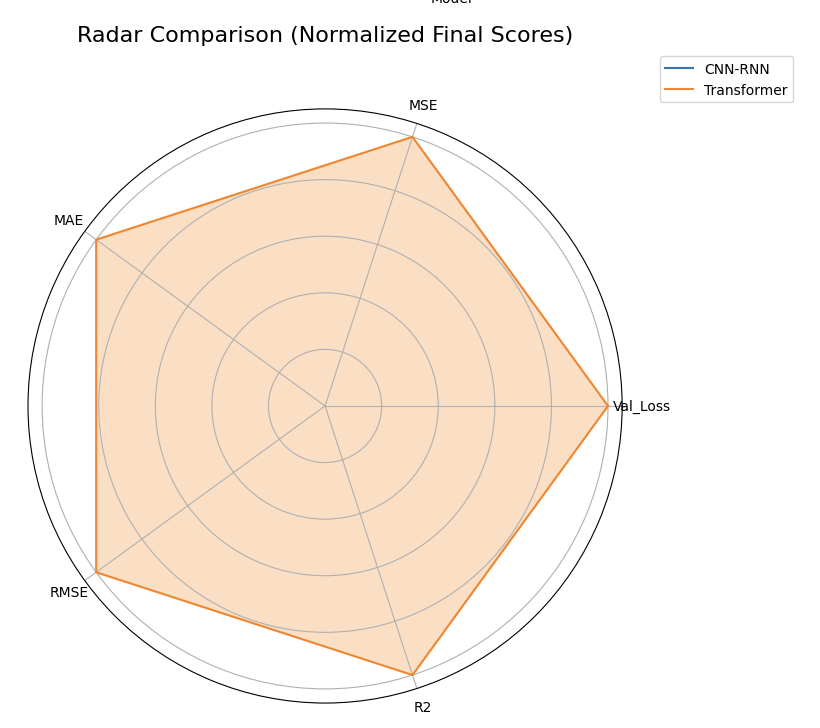 Model
Radar Comparison (Normalized Final Scores)
CNN-RNN
Transformer
MSE
MAE
Val_Loss
RMSE
R2